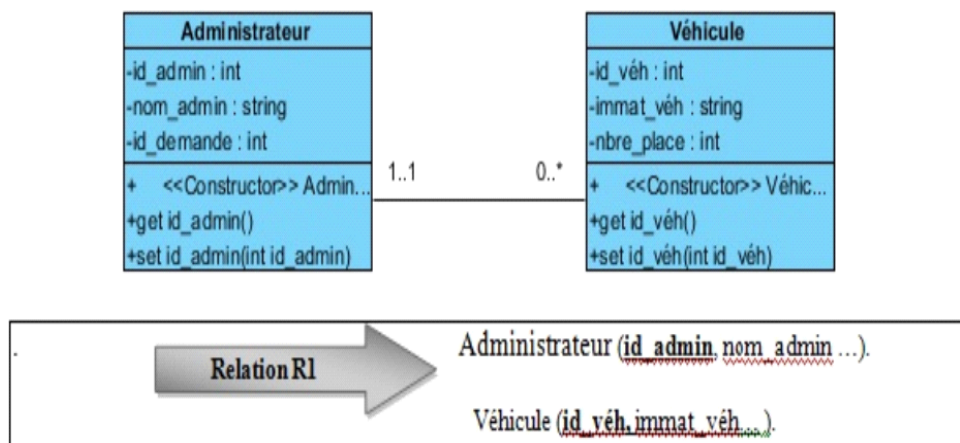 Administrateur
-id_admin : int
-nom_admin : string
-id_demande : int
+ <<Constructor>> Admin...
+get id_admin()
+set id_admin(int id_admin)
1..1
0..*
Véhicule
-id_véh : int
-immat_véh : string
-nbre_place : int
+ <<Constructor>> Véhic...
+get id_véh()
+set id_véh(int id_véh)
.
Relation R1
Administrateur (id_admin, nom_admin ...).
Véhicule (id_véh, immat_véh... ).